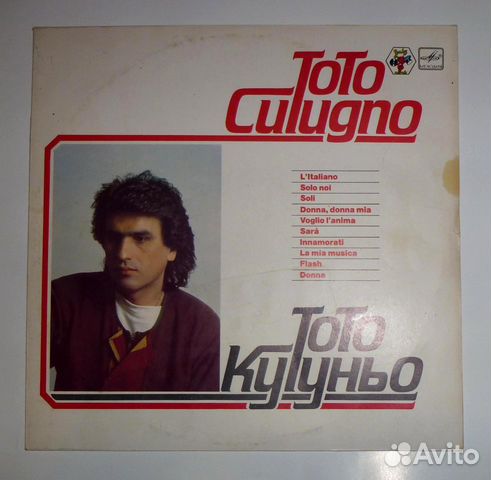 ToTo
Cutugno
L'Italiano
Solo noi
Soli
Donna, donna mia
Voglio l'anima
Sarà
Innamorati
La mia musica
Flash
Donne
ТоТо
Кутуньо
Avito